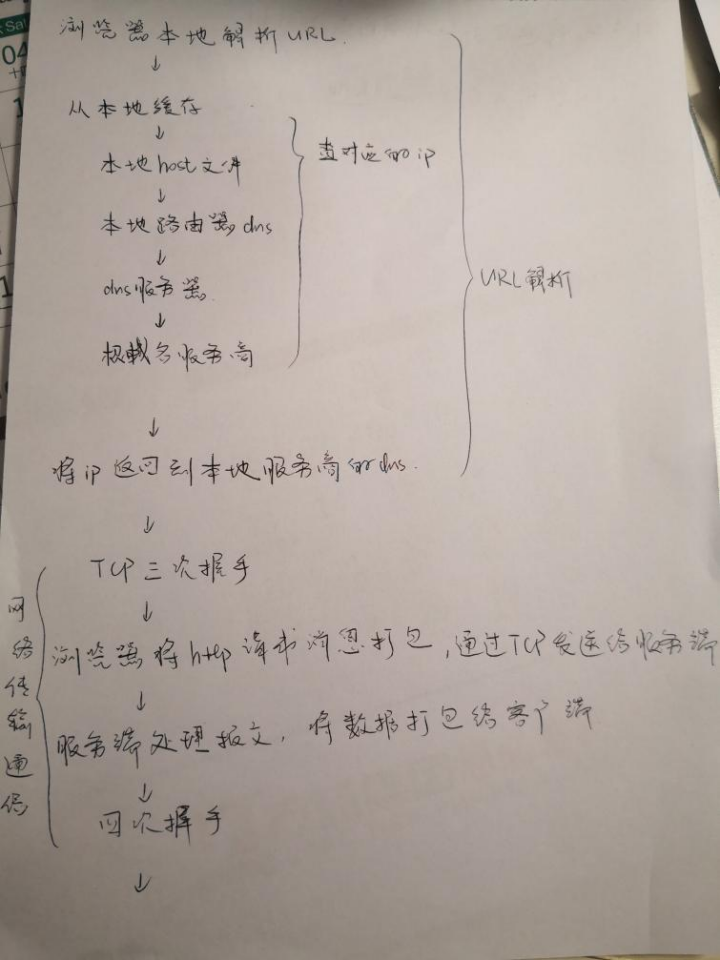 浏览器本地解析URL.
↓
从本地缓存
↓
本地host文件
↓
本地路由器dns
↓
dns服务器
↓
根域名服务商
查对应的ip
↓
将ip返回到本地服务商的dns.
URL解析
↓
TCP三次握手
↓
浏览器将http请求消息打包,通过TCP发送给服务端
↓
服务端处理报文,将数据打包给客户端
↓
四次握手
↓
网络传输通信
Sat
04
十
1
1